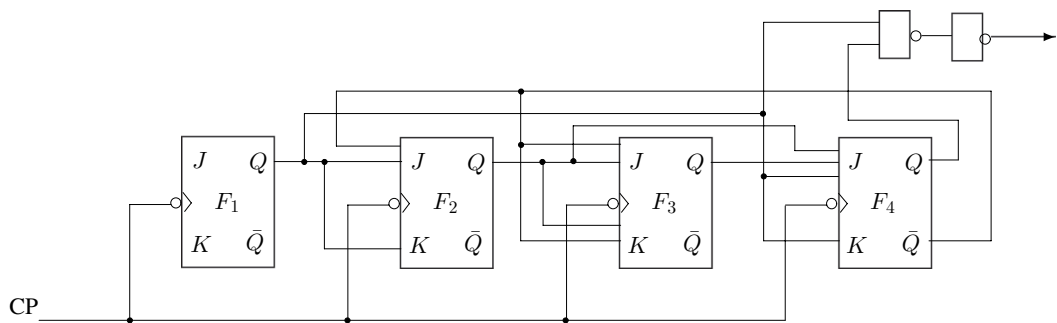 J Q J Q J Q J Q
F₁ F₂ F₃ F₄
K Q̄ K Q̄ K Q̄ K Q̄
CP